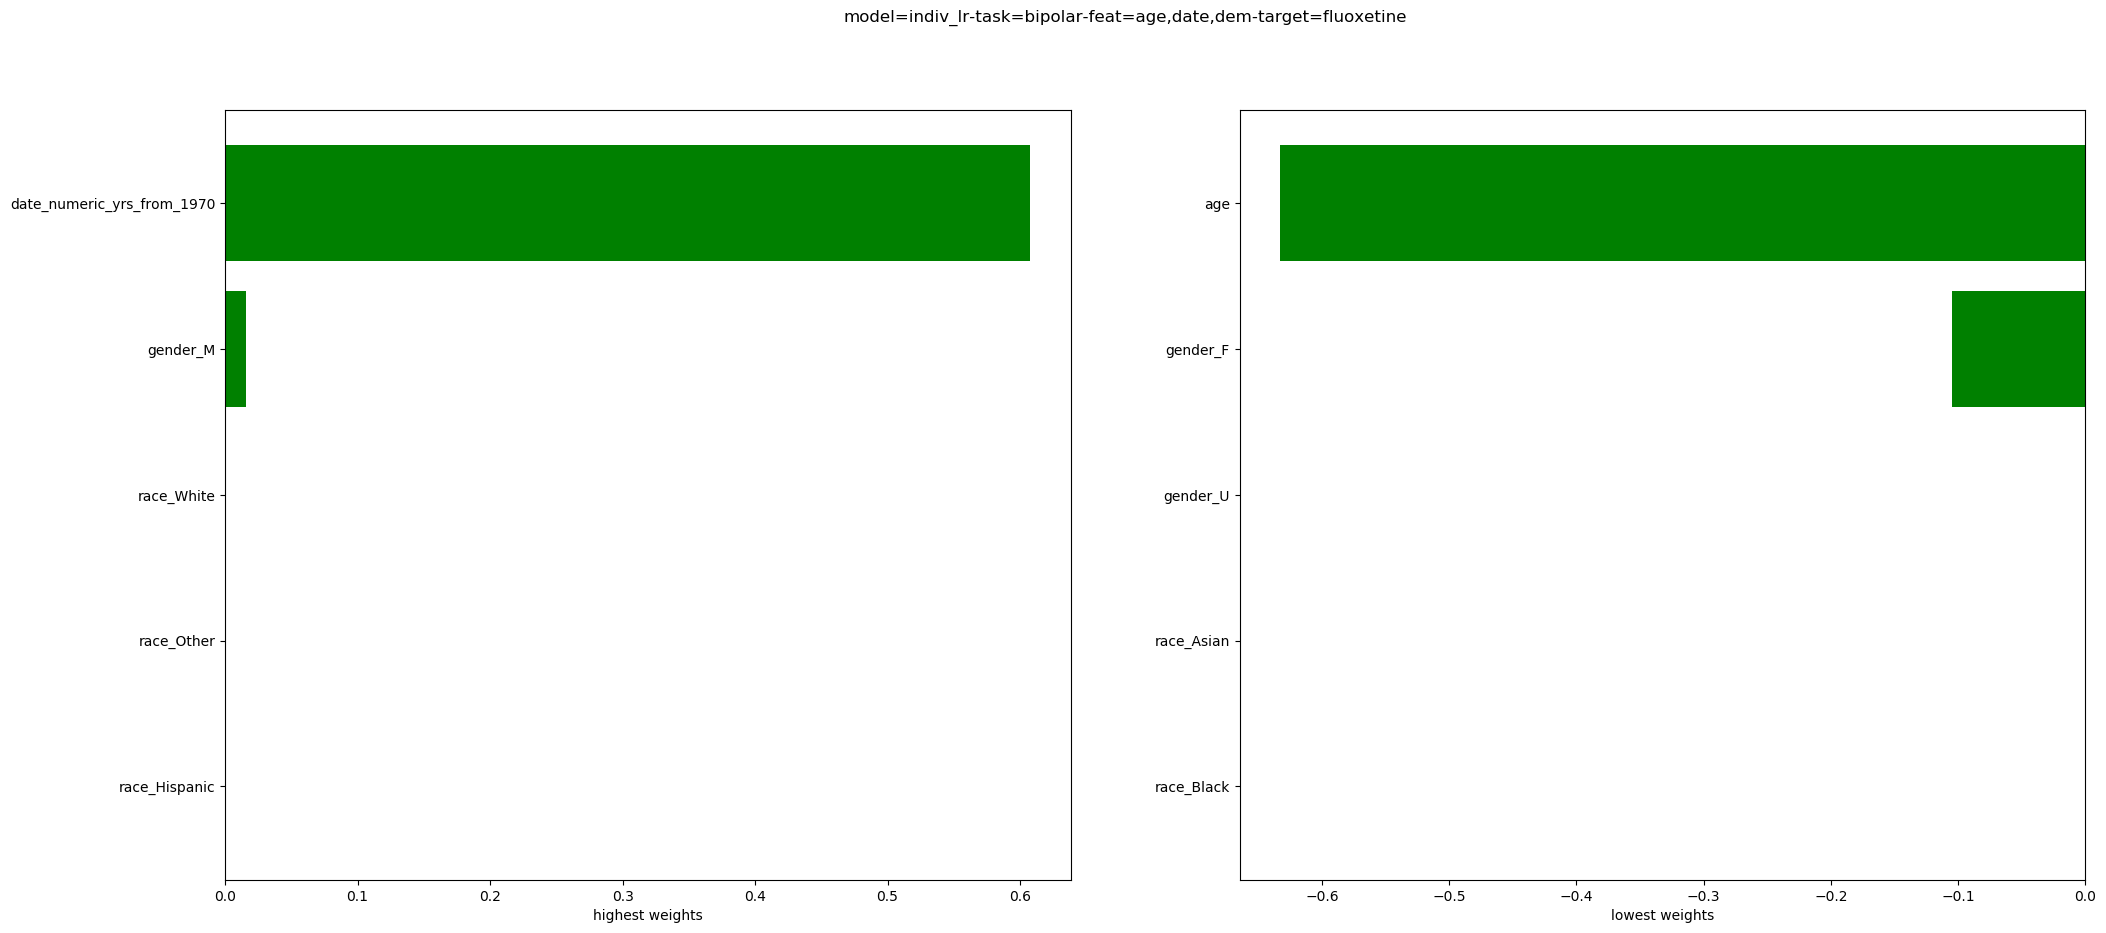 model=indiv_lr-task=bipolar-feat=age,date,dem-target=fluoxetine
date_numeric_yrs_from_1970
gender_M
race_White
race_Other
race_Hispanic
0.0 0.1 0.2 0.3 0.4 0.5 0.6
highest weights
age
gender_F
gender_U
race_Asian
race_Black
−0.6 −0.5 −0.4 −0.3 −0.2 −0.1 0.0
lowest weights